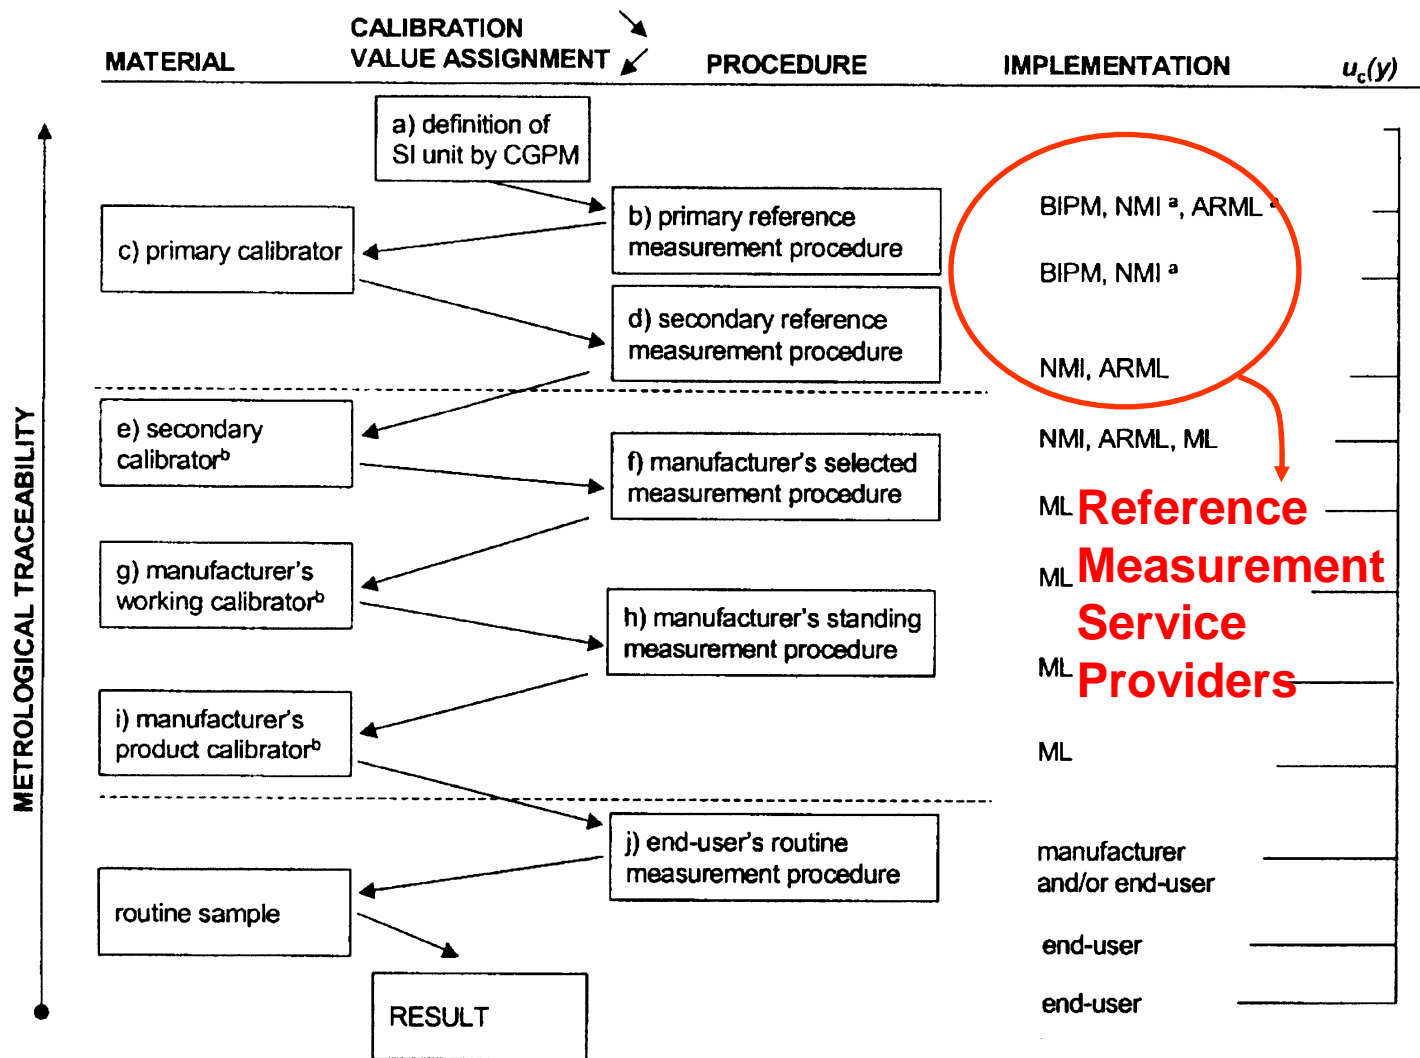 CALIBRATION
MATERIAL VALUE ASSIGNMENT PROCEDURE IMPLEMENTATION u_c(y)
a) definition of
SI unit by CGPM
b) primary reference
measurement procedure
BIPM, NMI ᵃ, ARML ᵃ
c) primary calibrator
BIPM, NMI ᵃ
d) secondary reference
measurement procedure
NMI, ARML
e) secondary
calibratorᵇ
NMI, ARML, ML
f) manufacturer's selected
measurement procedure
ML
g) manufacturer's
working calibratorᵇ
ML
h) manufacturer's standing
measurement procedure
ML
i) manufacturer's
product calibratorᵇ
ML
j) end-user's routine
measurement procedure
manufacturer
and/or end-user
routine sample
end-user
RESULT
end-user
Reference
Measurement
Service
Providers
METROLOGICAL TRACEABILITY